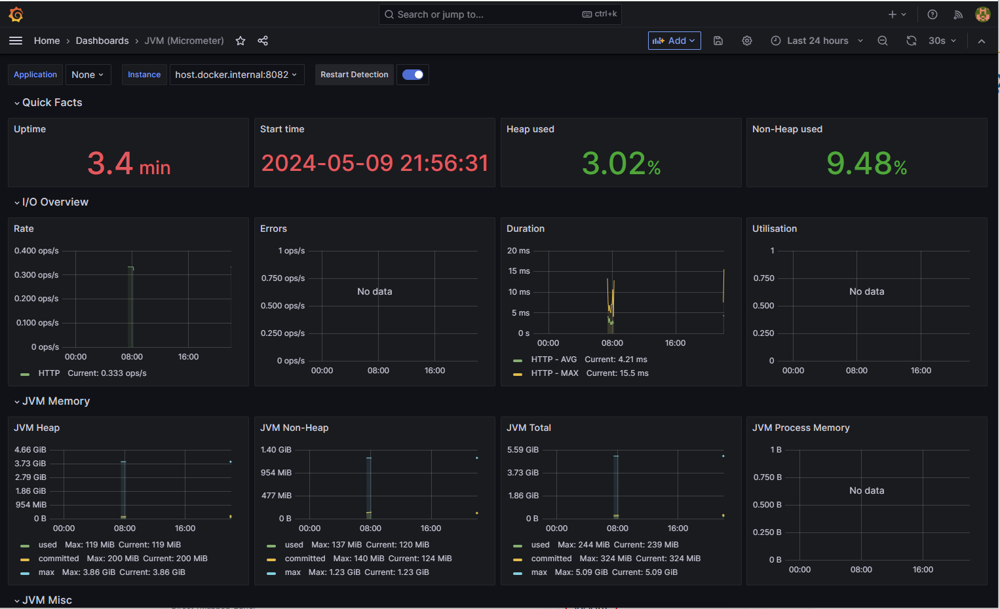 Search or jump to... ctrl+k
Home › Dashboards › JVM (Micrometer) Add Last 24 hours 30s
Application None Instance host.docker.internal:8082 Restart Detection
Quick Facts
Uptime
3.4 min
Start time
2024-05-09 21:56:31
Heap used
3.02%
Non-Heap used
9.48%
I/O Overview
Rate
0.400 ops/s
0.300 ops/s
0.200 ops/s
0.100 ops/s
0 ops/s
00:00 08:00 16:00
HTTP Current: 0.333 ops/s
Errors
1 ops/s
0.750 ops/s
No data
0.500 ops/s
0.250 ops/s
0 ops/s
00:00 08:00 16:00
Duration
20 ms
15 ms
10 ms
5 ms
0 s
00:00 08:00 16:00
HTTP - AVG Current: 4.21 ms
HTTP - MAX Current: 15.5 ms
Utilisation
1
0.750
No data
0.500
0.250
0
00:00 08:00 16:00
JVM Memory
JVM Heap
4.66 GiB
3.73 GiB
2.79 GiB
1.86 GiB
954 MiB
0 B
00:00 08:00 16:00
used Max: 119 MiB Current: 119 MiB
committed Max: 200 MiB Current: 200 MiB
max Max: 3.86 GiB Current: 3.86 GiB
JVM Non-Heap
1.40 GiB
954 MiB
477 MiB
0 B
00:00 08:00 16:00
used Max: 137 MiB Current: 120 MiB
committed Max: 140 MiB Current: 124 MiB
max Max: 1.23 GiB Current: 1.23 GiB
JVM Total
5.59 GiB
3.73 GiB
1.86 GiB
0 B
00:00 08:00 16:00
used Max: 244 MiB Current: 239 MiB
committed Max: 324 MiB Current: 324 MiB
max Max: 5.09 GiB Current: 5.09 GiB
JVM Process Memory
1 B
0.750 B
No data
0.500 B
0.250 B
0 B
00:00 08:00 16:00
JVM Misc